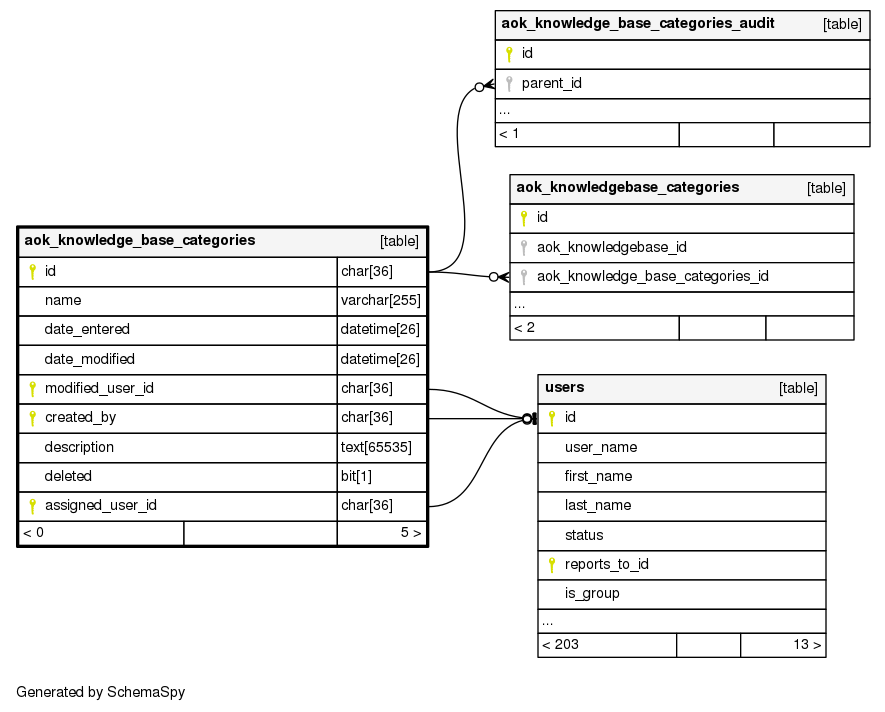 aok_knowledge_base_categories_audit [table]
id
parent_id
...
< 1
aok_knowledgebase_categories [table]
id
aok_knowledgebase_id
aok_knowledge_base_categories_id
...
< 2
aok_knowledge_base_categories [table]
id char[36]
name varchar[255]
date_entered datetime[26]
date_modified datetime[26]
modified_user_id char[36]
created_by char[36]
description text[65535]
deleted bit[1]
assigned_user_id char[36]
< 0 5 >
users [table]
id
user_name
first_name
last_name
status
reports_to_id
is_group
...
< 203 13 >
Generated by SchemaSpy